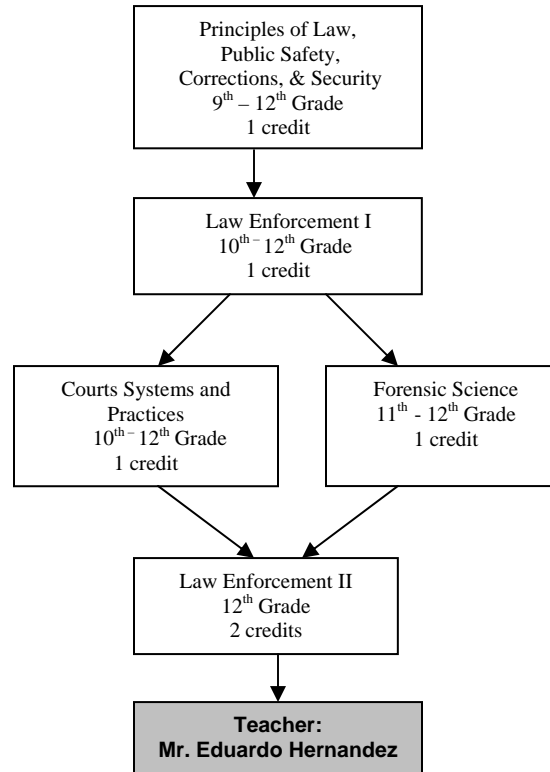 Principles of Law,
Public Safety,
Corrections, & Security
9th – 12th Grade
1 credit
Law Enforcement I
10th – 12th Grade
1 credit
Courts Systems and
Practices
10th – 12th Grade
1 credit
Forensic Science
11th - 12th Grade
1 credit
Law Enforcement II
12th Grade
2 credits
Teacher:
Mr. Eduardo Hernandez